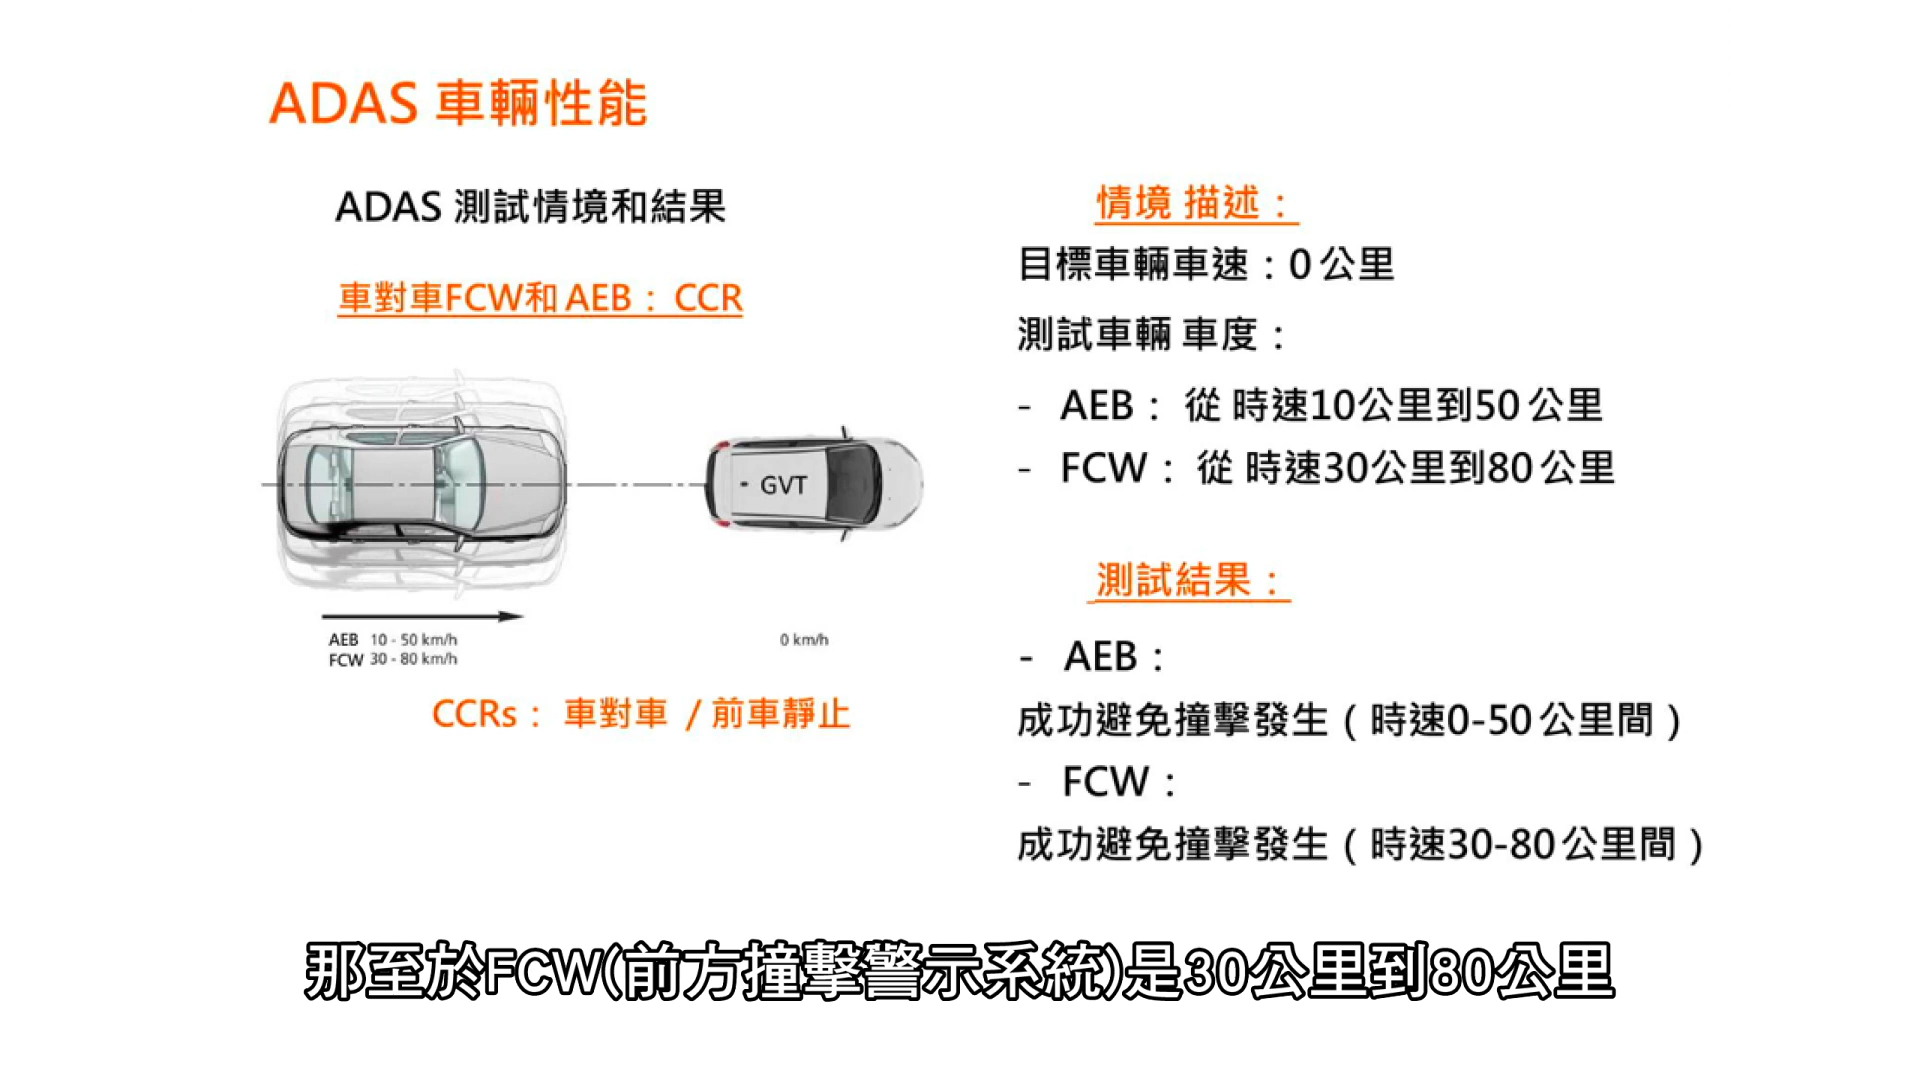 ADAS 車輛性能
ADAS 測試情境和結果
車對車FCW和 AEB： CCR
GVT
AEB 10 - 50 km/h
FCW 30 - 80 km/h
0 km/h
CCRs： 車對車 / 前車靜止
情境 描述：
目標車輛車速：0 公里
測試車輛 車度：
- AEB： 從 時速10公里到50 公里
- FCW： 從 時速30公里到80 公里
測試結果：
- AEB：
成功避免撞擊發生（時速0-50 公里間）
- FCW：
成功避免撞擊發生（時速30-80 公里間）
那至於FCW(前方撞擊警示系統)是30公里到80公里